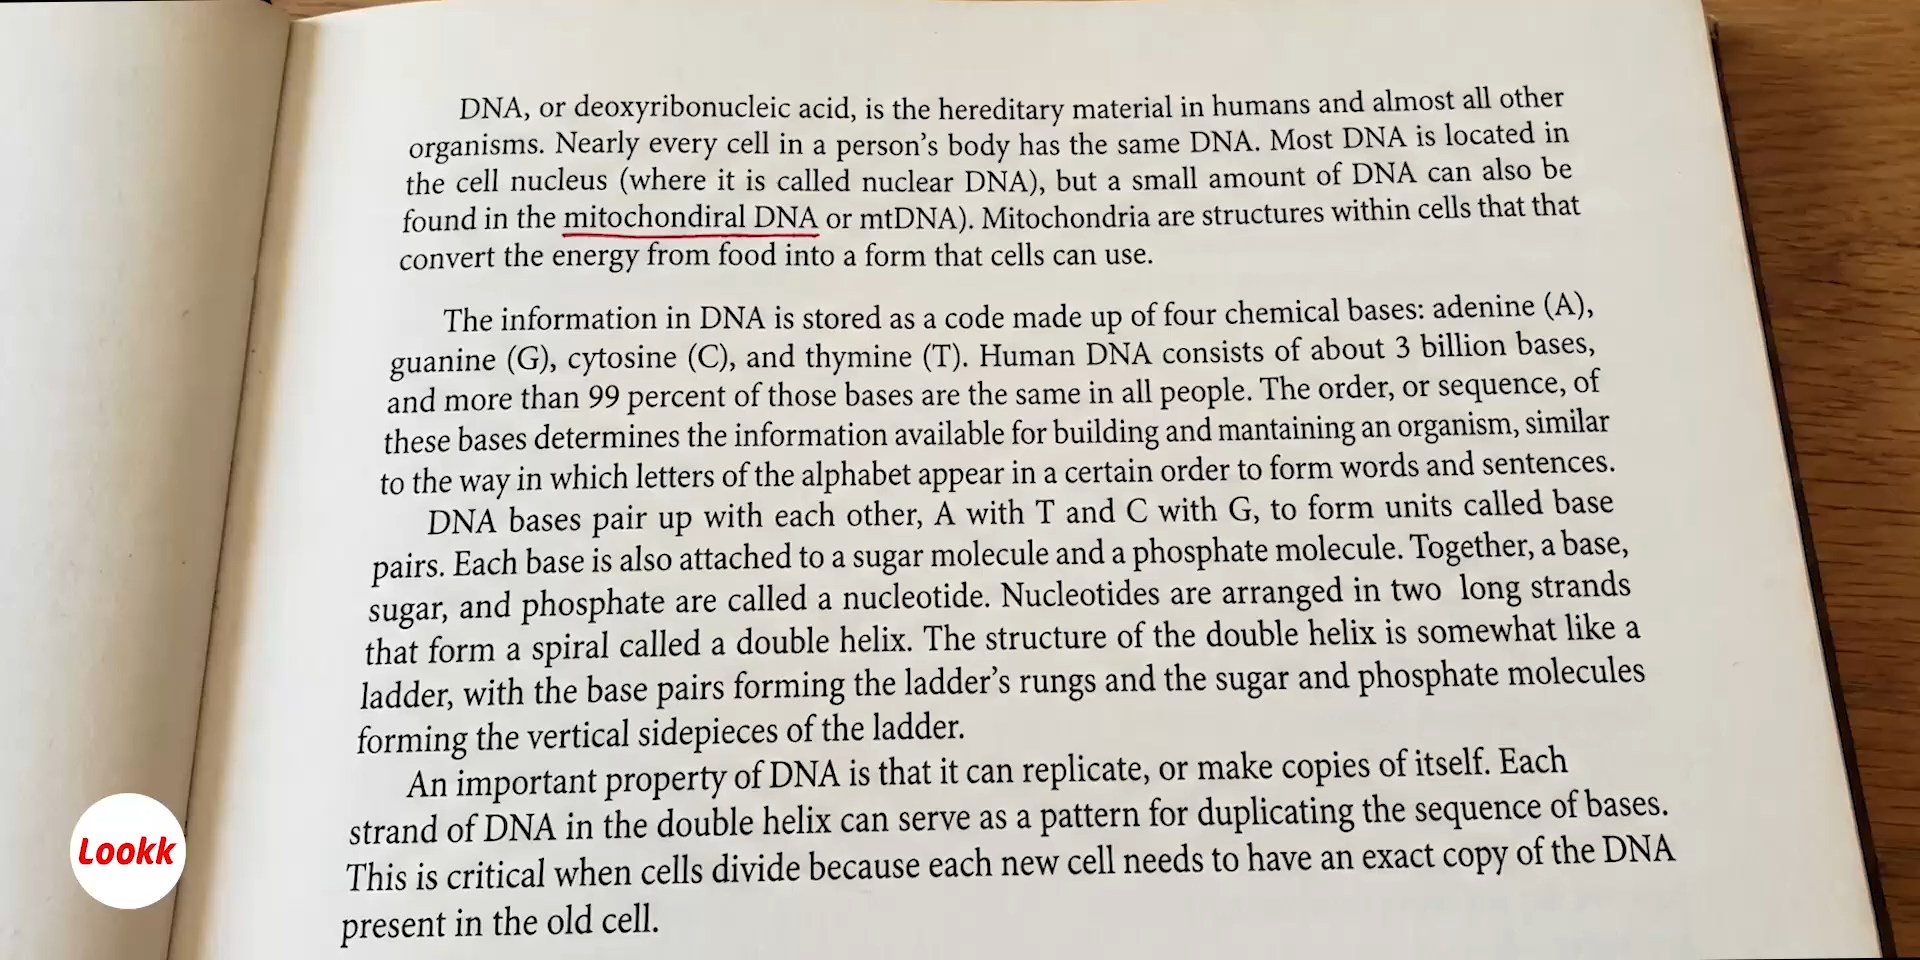 DNA, or deoxyribonucleic acid, is the hereditary material in humans and almost all other
organisms. Nearly every cell in a person's body has the same DNA. Most DNA is located in
the cell nucleus (where it is called nuclear DNA), but a small amount of DNA can also be
found in the mitochondiral DNA or mtDNA). Mitochondria are structures within cells that that
convert the energy from food into a form that cells can use.
The information in DNA is stored as a code made up of four chemical bases: adenine (A),
guanine (G), cytosine (C), and thymine (T). Human DNA consists of about 3 billion bases,
and more than 99 percent of those bases are the same in all people. The order, or sequence, of
these bases determines the information available for building and mantaining an organism, similar
to the way in which letters of the alphabet appear in a certain order to form words and sentences.
DNA bases pair up with each other, A with T and C with G, to form units called base
pairs. Each base is also attached to a sugar molecule and a phosphate molecule. Together, a base,
sugar, and phosphate are called a nucleotide. Nucleotides are arranged in two long strands
that form a spiral called a double helix. The structure of the double helix is somewhat like a
ladder, with the base pairs forming the ladder's rungs and the sugar and phosphate molecules
forming the vertical sidepieces of the ladder.
An important property of DNA is that it can replicate, or make copies of itself. Each
strand of DNA in the double helix can serve as a pattern for duplicating the sequence of bases.
This is critical when cells divide because each new cell needs to have an exact copy of the DNA
present in the old cell.
Lookk